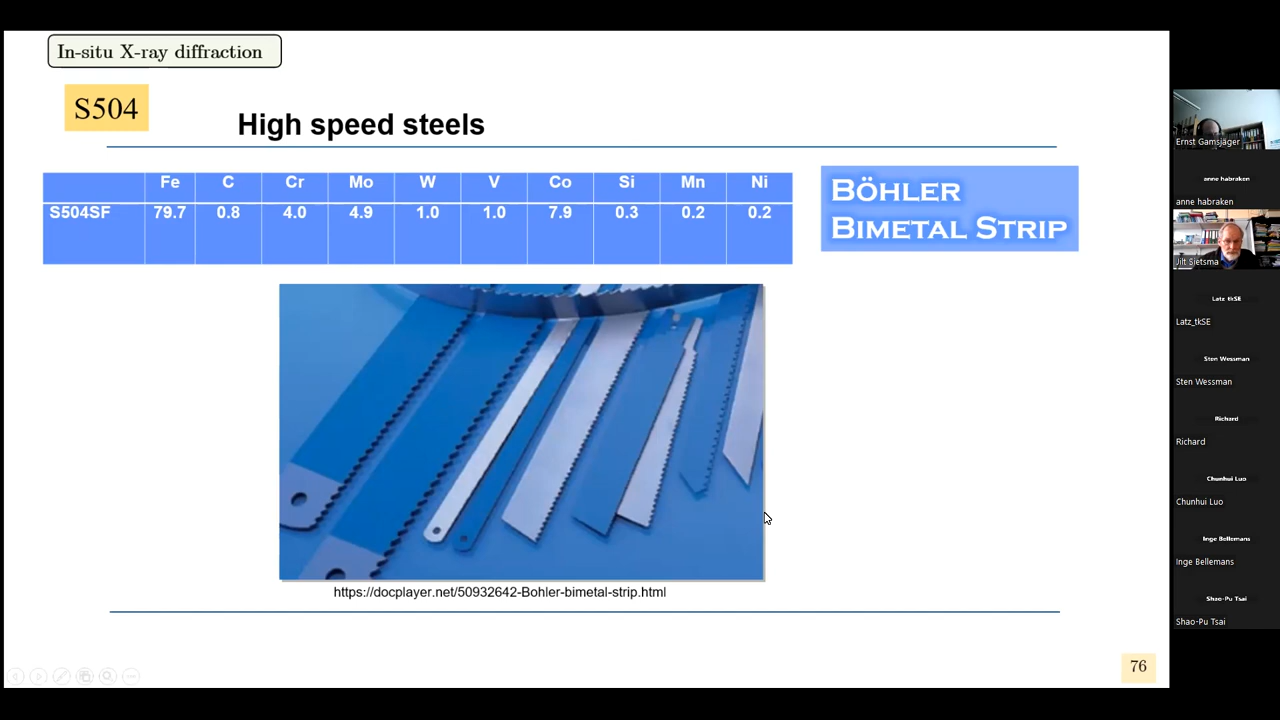 In-situ X-ray diffraction
S504
High speed steels
Fe C Cr Mo W V Co Si Mn Ni
S504SF 79.7 0.8 4.0 4.9 1.0 1.0 7.9 0.3 0.2 0.2
BÖHLER
BIMETAL STRIP
https://docplayer.net/50932642-Bohler-bimetal-strip.html
76
Ernst Gamsjäger
anne habraken
anne habraken
Jilt Sietsma
Latz_tkSE
Latz_tkSE
Sten Wessman
Sten Wessman
Richard
Richard
Chunhui Luo
Chunhui Luo
Inge Bellemans
Inge Bellemans
Shao-Pu Tsai
Shao-Pu Tsai